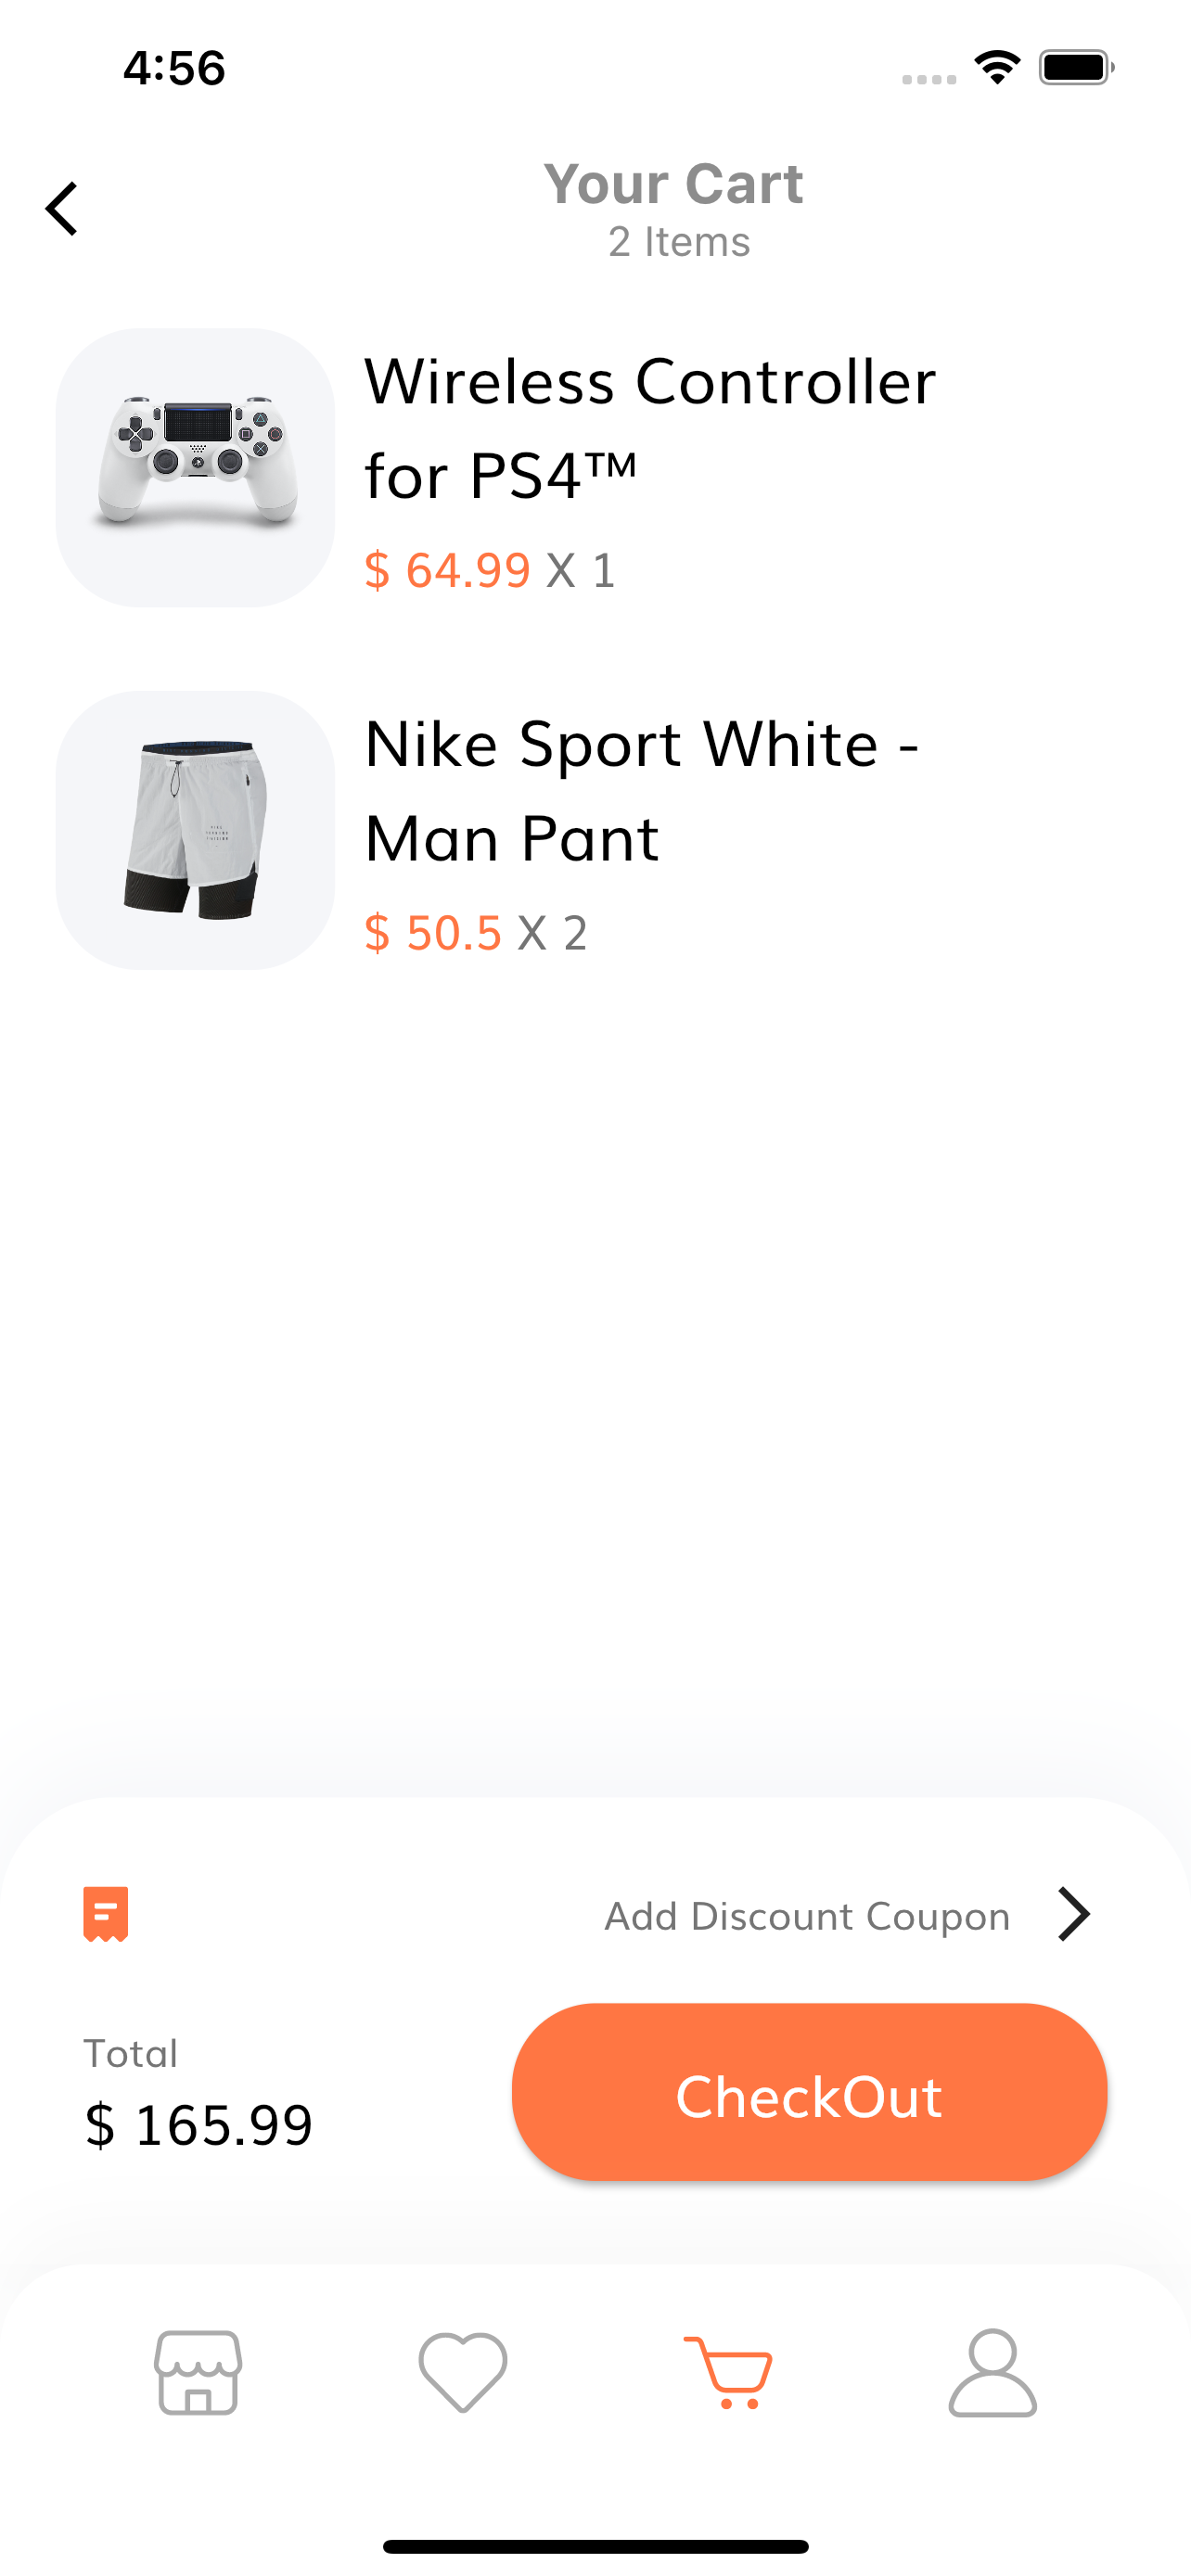 4:56
Your Cart
2 Items
Wireless Controller
for PS4™
$ 64.99 X 1
Nike Sport White -
Man Pant
$ 50.5 X 2
Add Discount Coupon
Total
$ 165.99
CheckOut